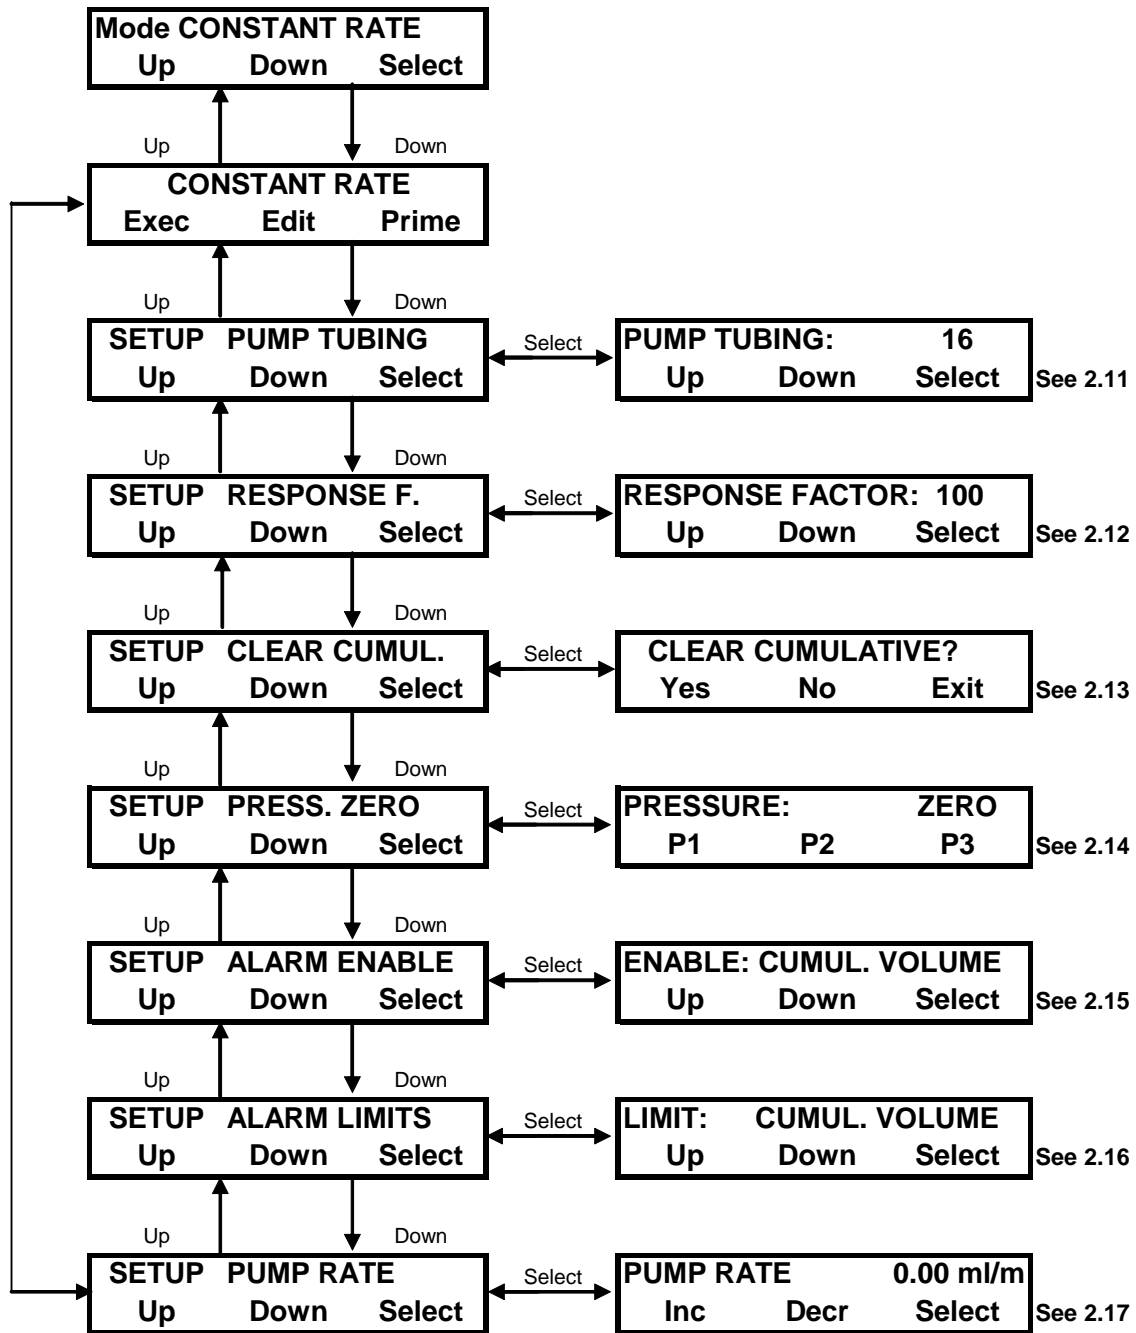 Mode CONSTANT RATE
Up Down Select
Up Down
CONSTANT RATE
Exec Edit Prime
Up Down
SETUP PUMP TUBING
Up Down Select
Select
PUMP TUBING: 16
Up Down Select
See 2.11
Up Down
SETUP RESPONSE F.
Up Down Select
Select
RESPONSE FACTOR: 100
Up Down Select
See 2.12
Up Down
SETUP CLEAR CUMUL.
Up Down Select
Select
CLEAR CUMULATIVE?
Yes No Exit
See 2.13
Up Down
SETUP PRESS. ZERO
Up Down Select
Select
PRESSURE: ZERO
P1 P2 P3
See 2.14
Up Down
SETUP ALARM ENABLE
Up Down Select
Select
ENABLE: CUMUL. VOLUME
Up Down Select
See 2.15
Up Down
SETUP ALARM LIMITS
Up Down Select
Select
LIMIT: CUMUL. VOLUME
Up Down Select
See 2.16
Up Down
SETUP PUMP RATE
Up Down Select
Select
PUMP RATE 0.00 ml/m
Inc Decr Select
See 2.17